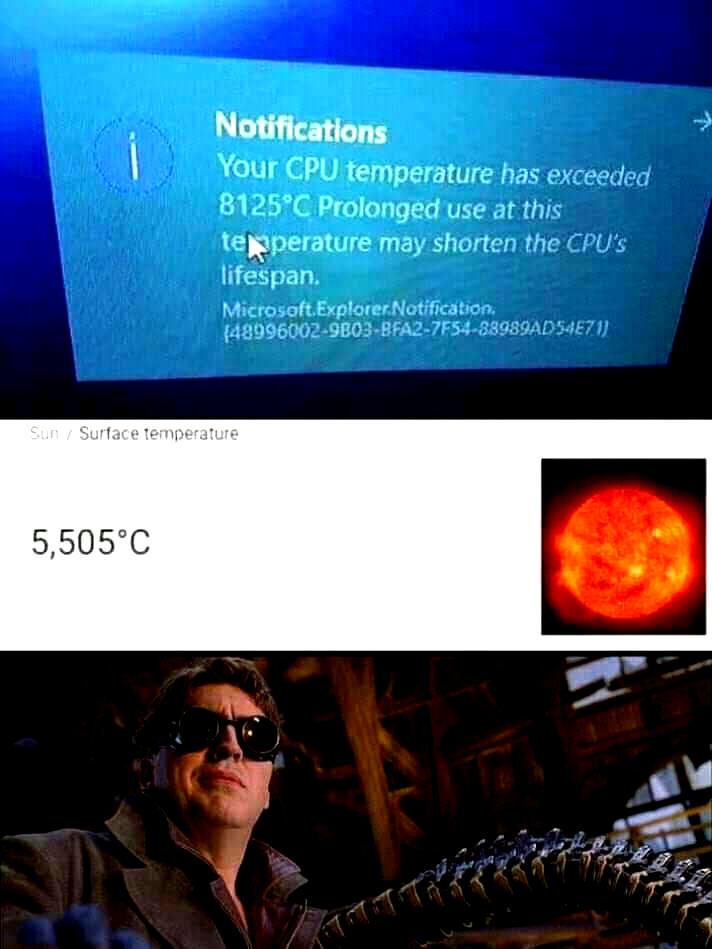 Notifications
Your CPU temperature has exceeded
8125°C Prolonged use at this
temperature may shorten the CPU's
lifespan.
Microsoft.Explorer.Notification.
{48996002-9B03-8FA2-7F54-88989AD54E71}
Sun / Surface temperature
5,505°C